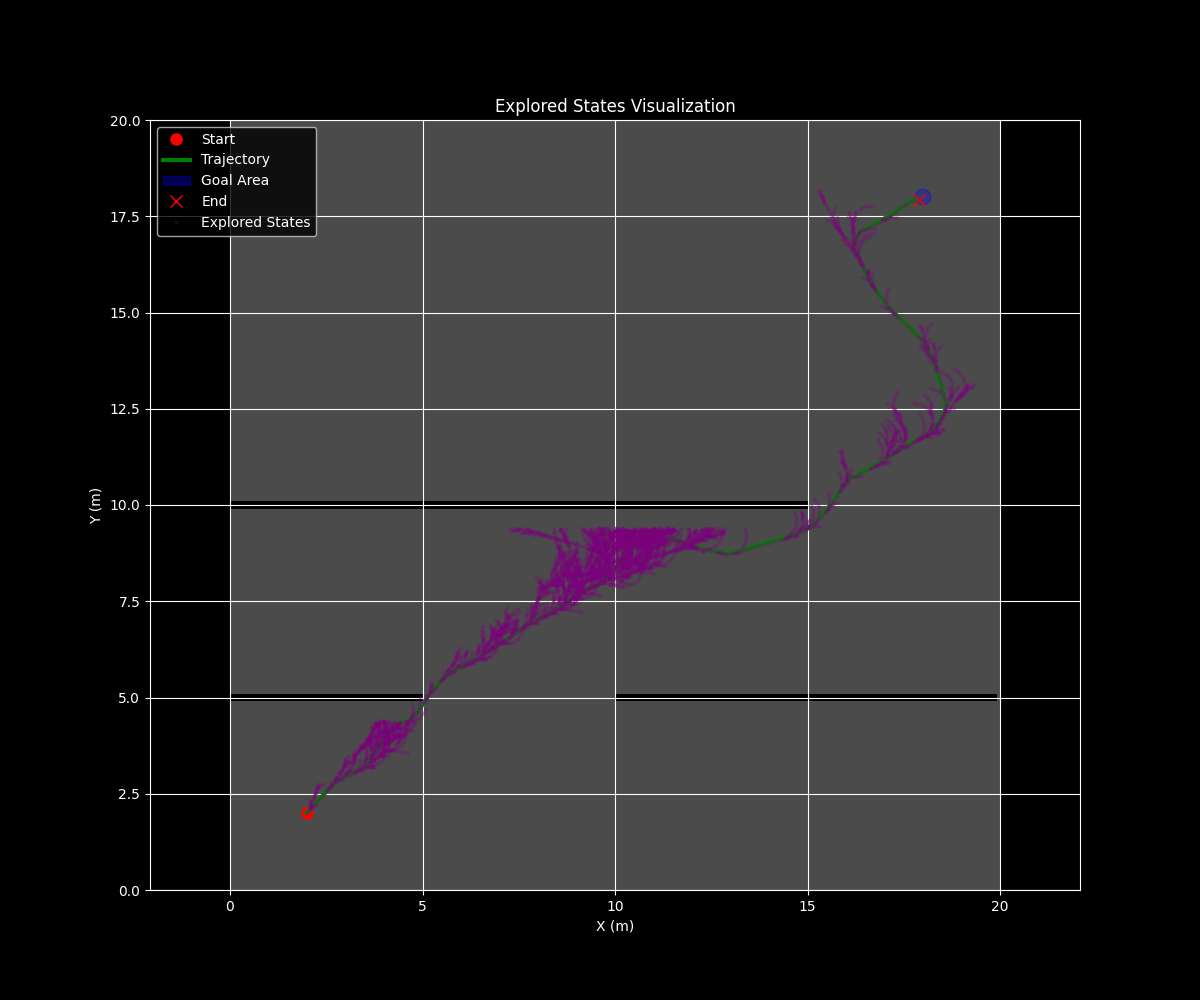 Explored States Visualization
Start
Trajectory
Goal Area
End
Explored States
20.0
17.5
15.0
12.5
10.0
7.5
5.0
2.5
0.0
Y (m)
0 5 10 15 20
X (m)